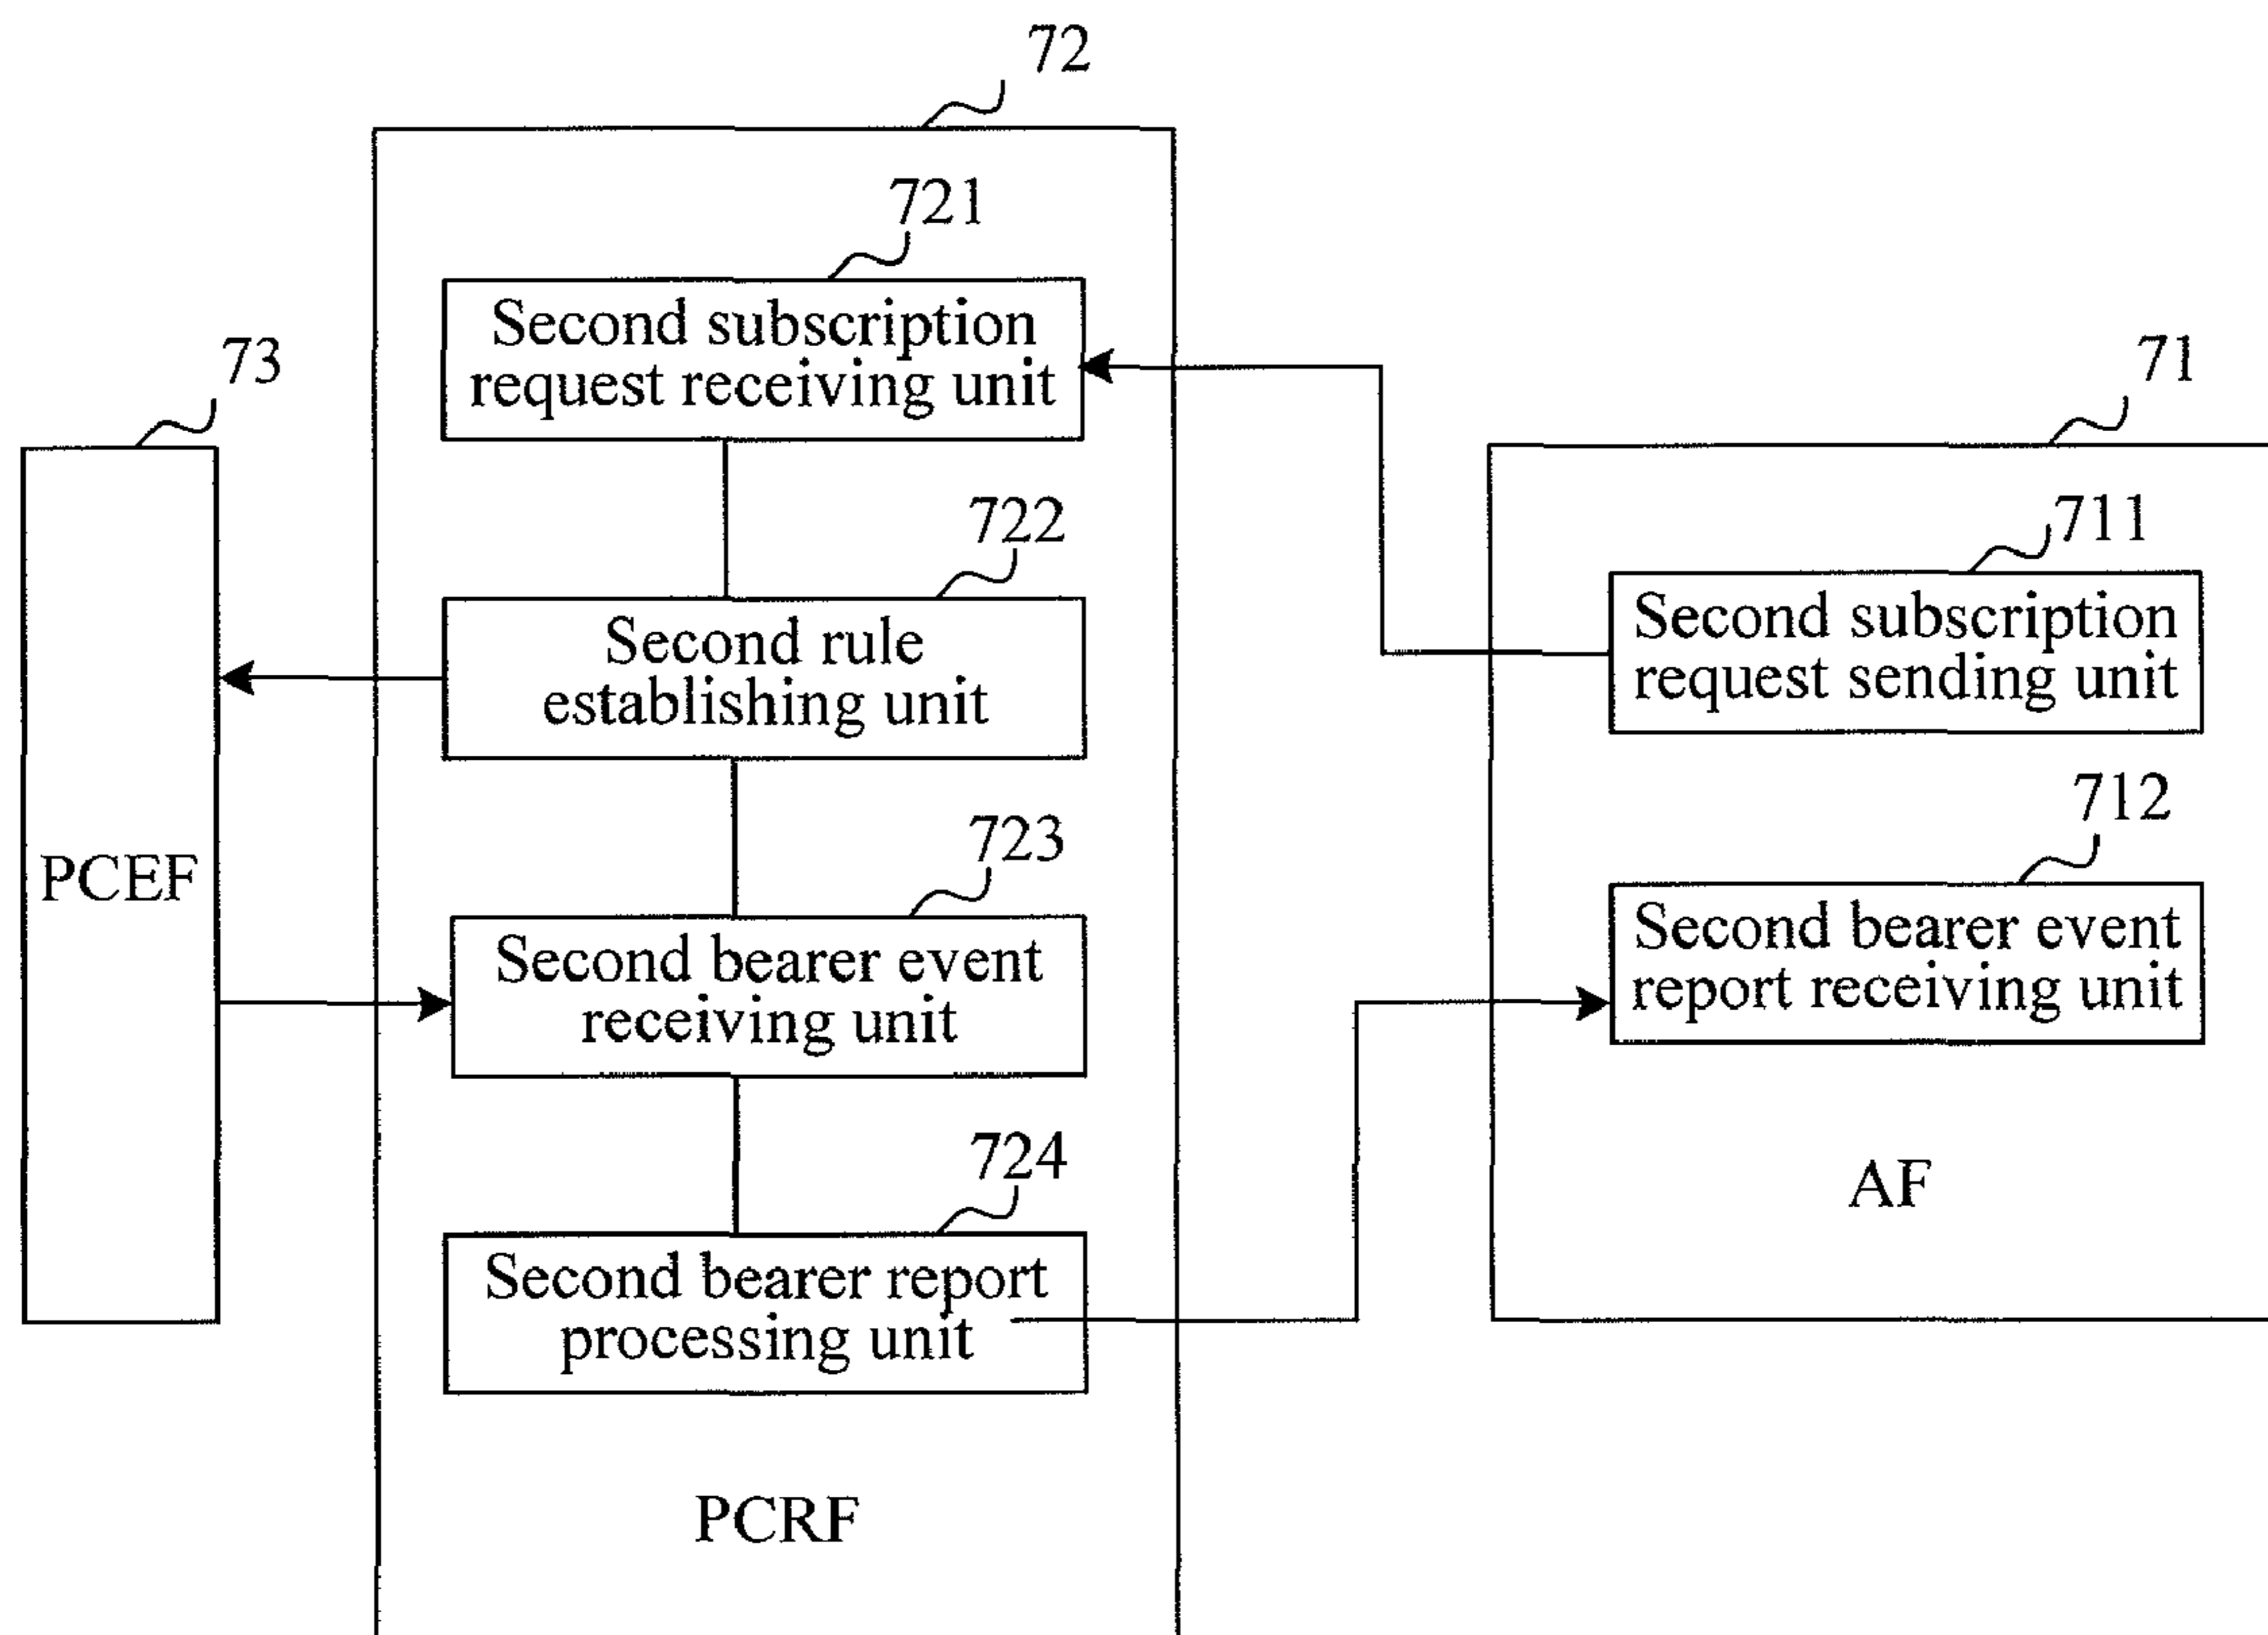 72
721
Second subscription
request receiving unit
73
71
722
711
Second rule
establishing unit
Second subscription
request sending unit
712
723
PCEF
Second bearer event
receiving unit
Second bearer event
report receiving unit
724
AF
Second bearer report
processing unit
PCRF